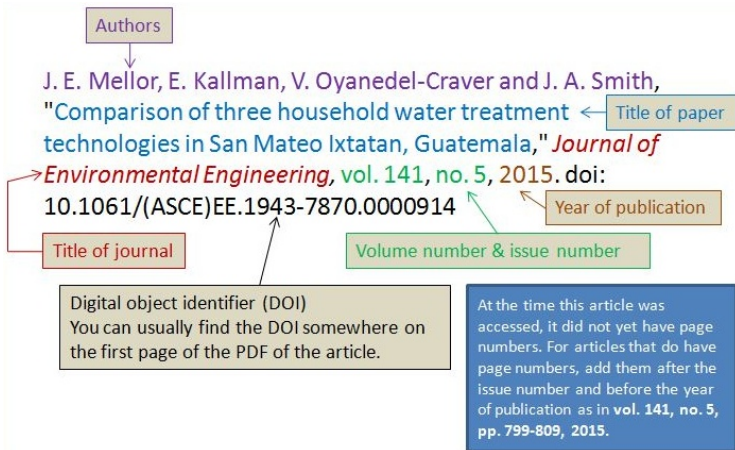 Authors
J. E. Mellor, E. Kallman, V. Oyanedel-Craver and J. A. Smith,
"Comparison of three household water treatment
Title of paper
technologies in San Mateo Ixtatan, Guatemala," Journal of
Environmental Engineering, vol. 141, no. 5, 2015. doi:
10.1061/(ASCE)EE.1943-7870.0000914
Year of publication
Title of journal
Volume number & issue number
Digital object identifier (DOI)
You can usually find the DOI somewhere on
the first page of the PDF of the article.
At the time this article was
accessed, it did not yet have page
numbers. For articles that do have
page numbers, add them after the
issue number and before the year
of publication as in vol. 141, no. 5,
pp. 799-809, 2015.